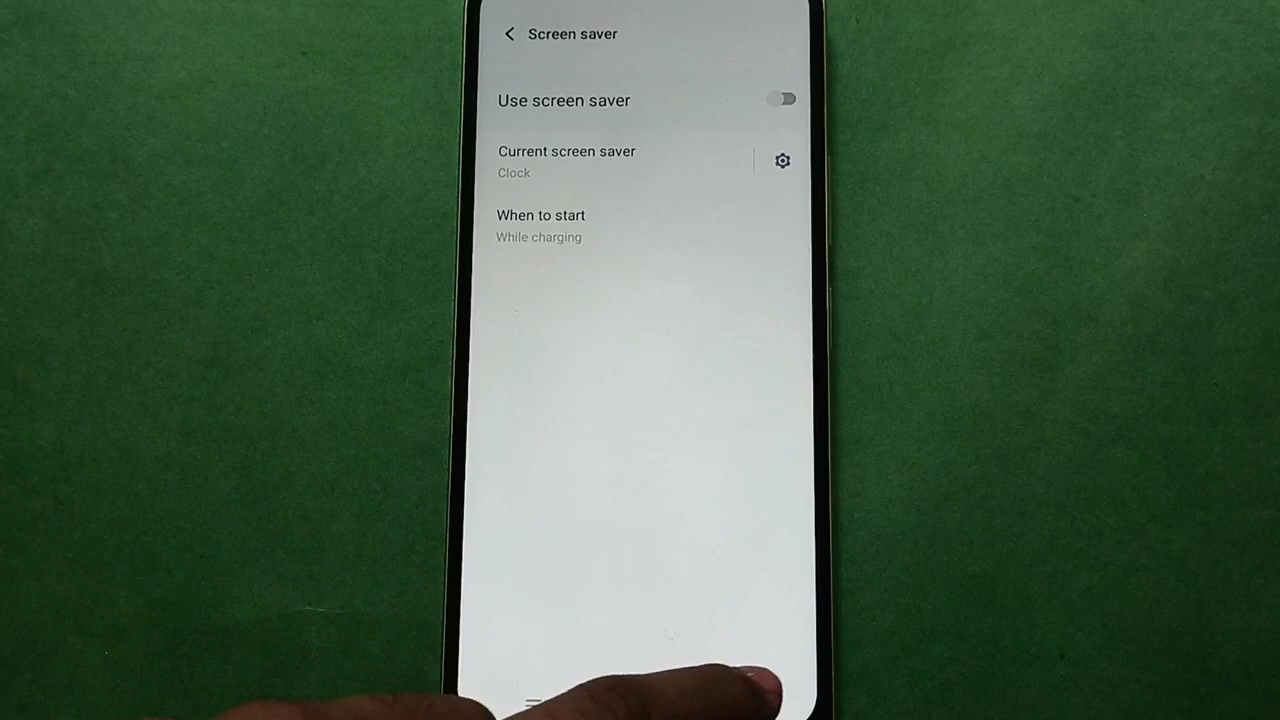 Screen saver
Use screen saver
Current screen saver
Clock
When to start
While charging